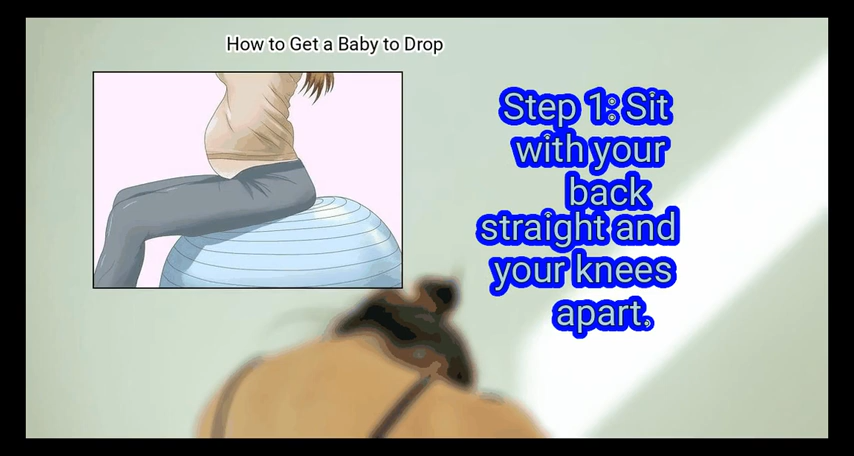 How to Get a Baby to Drop
Step 1: Sit
with your
back
straight and
your knees
apart.